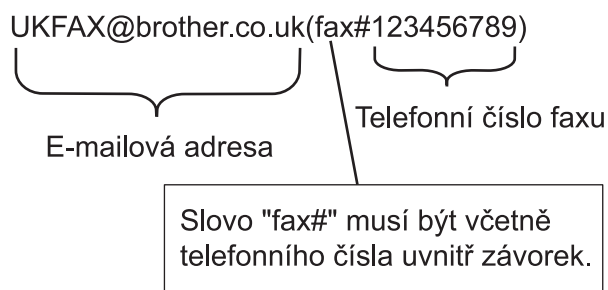 UKFAX@brother.co.uk(fax#123456789)
Telefonní číslo faxu
E-mailová adresa
Slovo "fax#" musí být včetně
telefonního čísla uvnitř závorek.